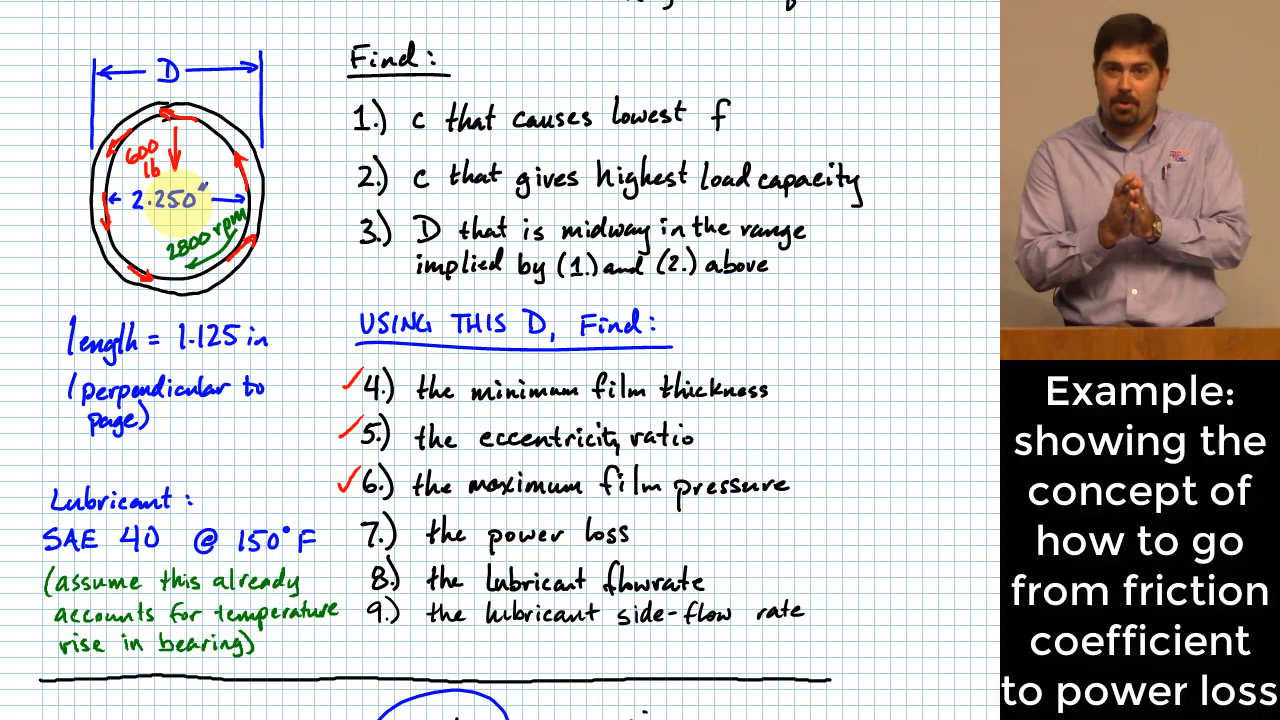 Find:
1.) c that causes lowest f
2.) c that gives highest load capacity
3.) D that is midway in the range
implied by (1.) and (2.) above
USING THIS D, Find:
4.) the minimum film thickness
5.) the eccentricity ratio
6.) the maximum film pressure
7.) the power loss
8.) the lubricant flowrate
9.) the lubricant side-flow rate
D
600
lb
2.250"
2800 rpm
length = 1.125 in
(perpendicular to
page)
Lubricant:
SAE 40 @ 150°F
(assume this already
accounts for temperature
rise in bearing)
Example:
showing the
concept of
how to go
from friction
coefficient
to power loss